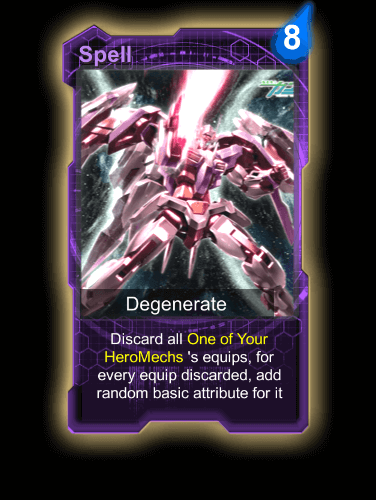 8
Spell
Degenerate
Discard all One of Your
HeroMechs 's equips, for
every equip discarded, add
random basic attribute for it